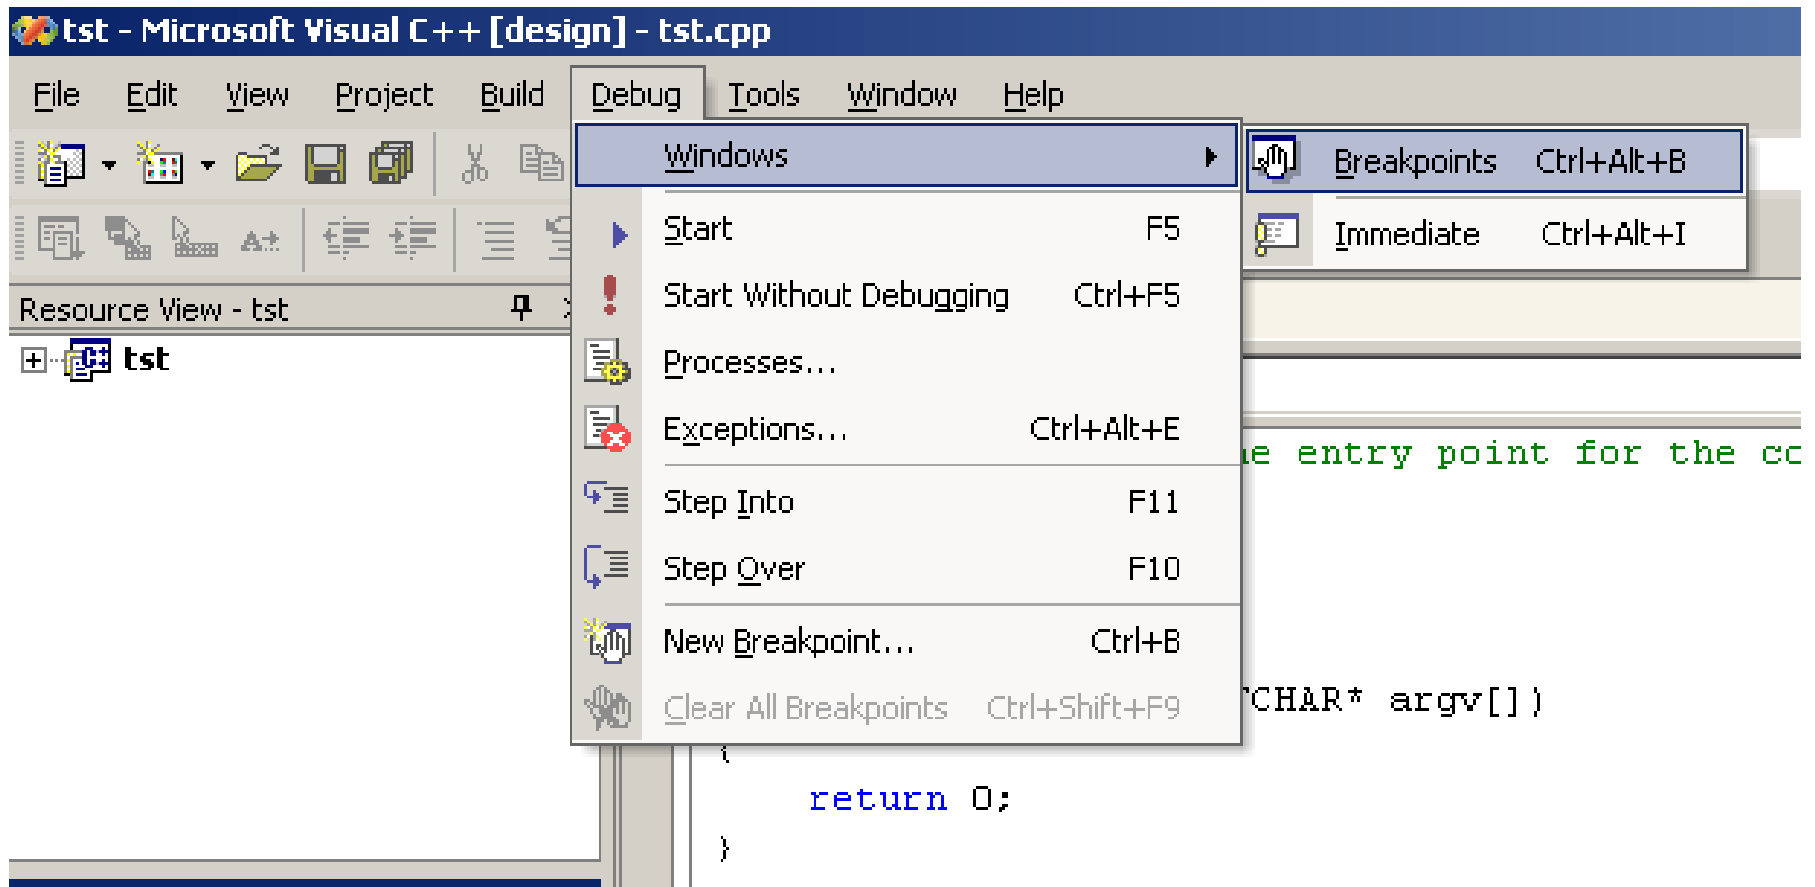 tst - Microsoft Visual C++ [design] - tst.cpp
File Edit View Project Build Debug Tools Window Help
Windows
Breakpoints Ctrl+Alt+B
Immediate Ctrl+Alt+I
Start F5
Start Without Debugging Ctrl+F5
Processes...
Exceptions... Ctrl+Alt+E
Step Into F11
Step Over F10
New Breakpoint... Ctrl+B
Clear All Breakpoints Ctrl+Shift+F9
Resource View - tst
tst
entry point for the
CHAR* argv[])
{
return 0;
}